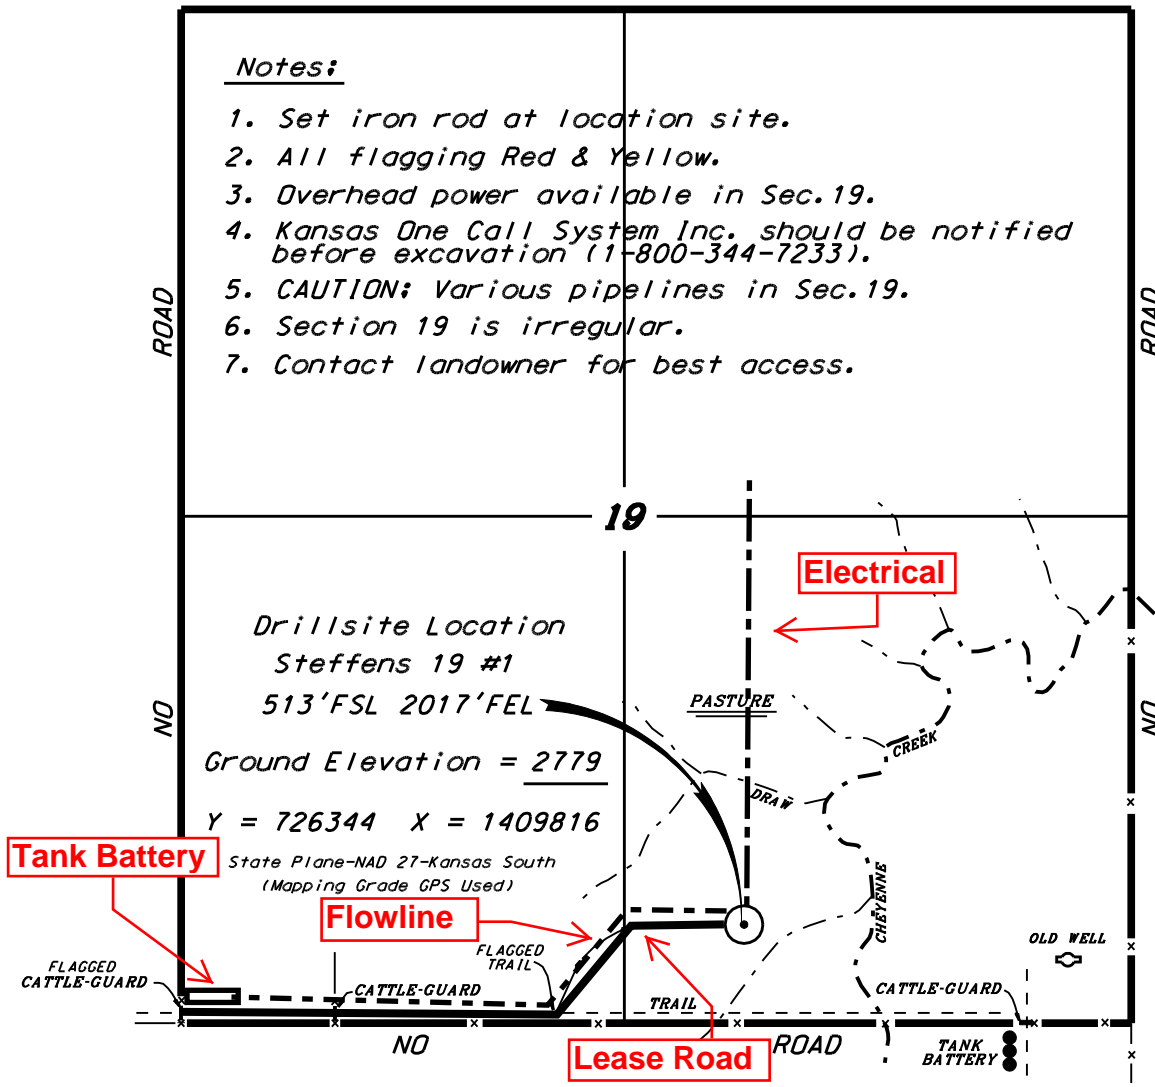 Notes:
1. Set iron rod at location site.
2. All flagging Red & Yellow.
3. Overhead power available in Sec.19.
4. Kansas One Call System Inc. should be notified
before excavation (1-800-344-7233).
5. CAUTION: Various pipelines in Sec.19.
6. Section 19 is irregular.
7. Contact landowner for best access.
ROAD
ROAD
19
Electrical
Drillsite Location
Steffens 19 #1
513'FSL 2017'FEL
PASTURE
NO
NO
CREEK
Ground Elevation = 2779
DRAW
Y = 726344 X = 1409816
Tank Battery
State Plane-NAD 27-Kansas South
(Mapping Grade GPS Used)
Flowline
CHEYENNE
FLAGGED
TRAIL
OLD WELL
FLAGGED
CATTLE-GUARD
CATTLE-GUARD
CATTLE-GUARD
TRAIL
NO
Lease Road
ROAD
TANK
BATTERY